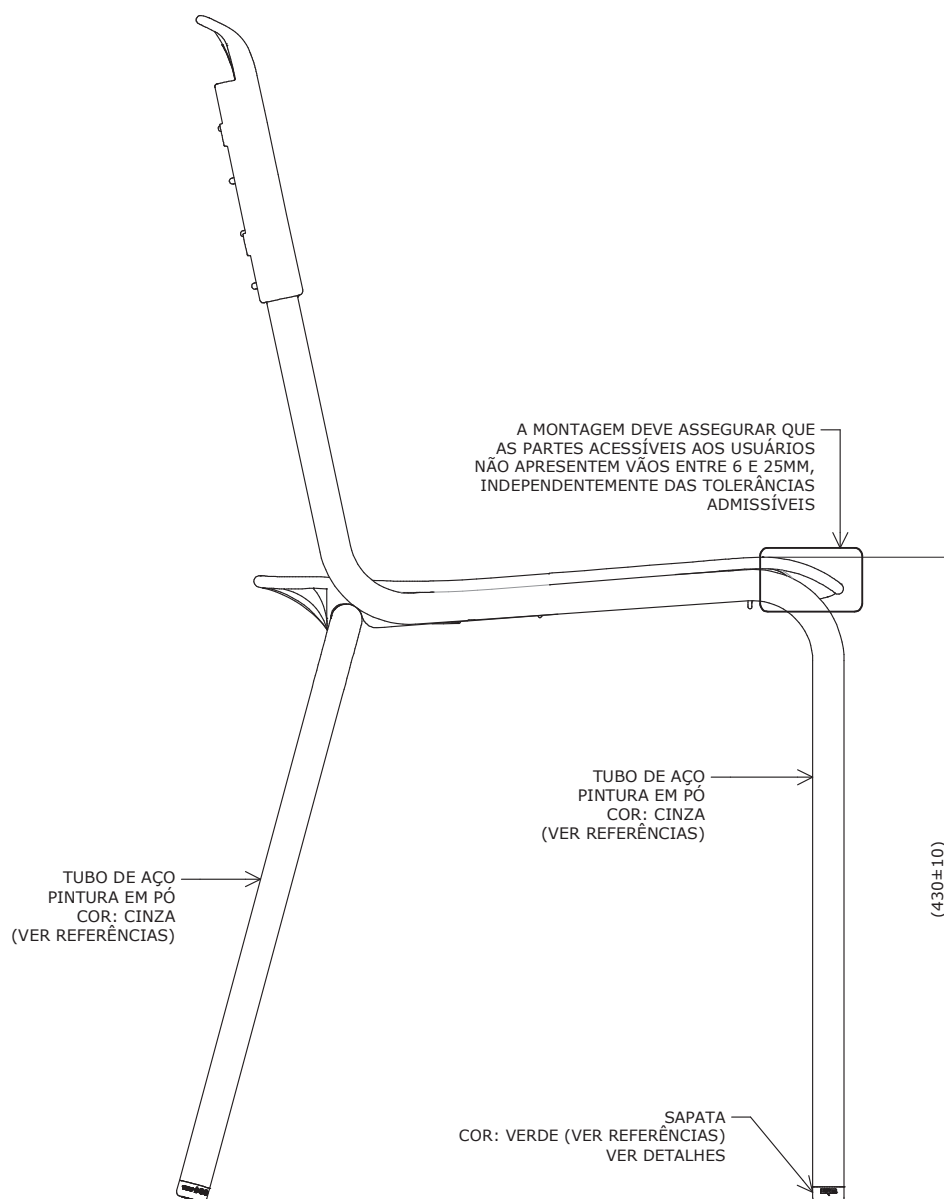 A MONTAGEM DEVE ASSEGURAR QUE
AS PARTES ACESSÍVEIS AOS USUÁRIOS
NÃO APRESENTEM VÃOS ENTRE 6 E 25MM,
INDEPENDENTEMENTE DAS TOLERÂNCIAS
ADMISSÍVEIS
TUBO DE AÇO
PINTURA EM PÓ
COR: CINZA
(VER REFERÊNCIAS)
TUBO DE AÇO
PINTURA EM PÓ
COR: CINZA
(VER REFERÊNCIAS)
(430±10)
SAPATA
COR: VERDE (VER REFERÊNCIAS)
VER DETALHES